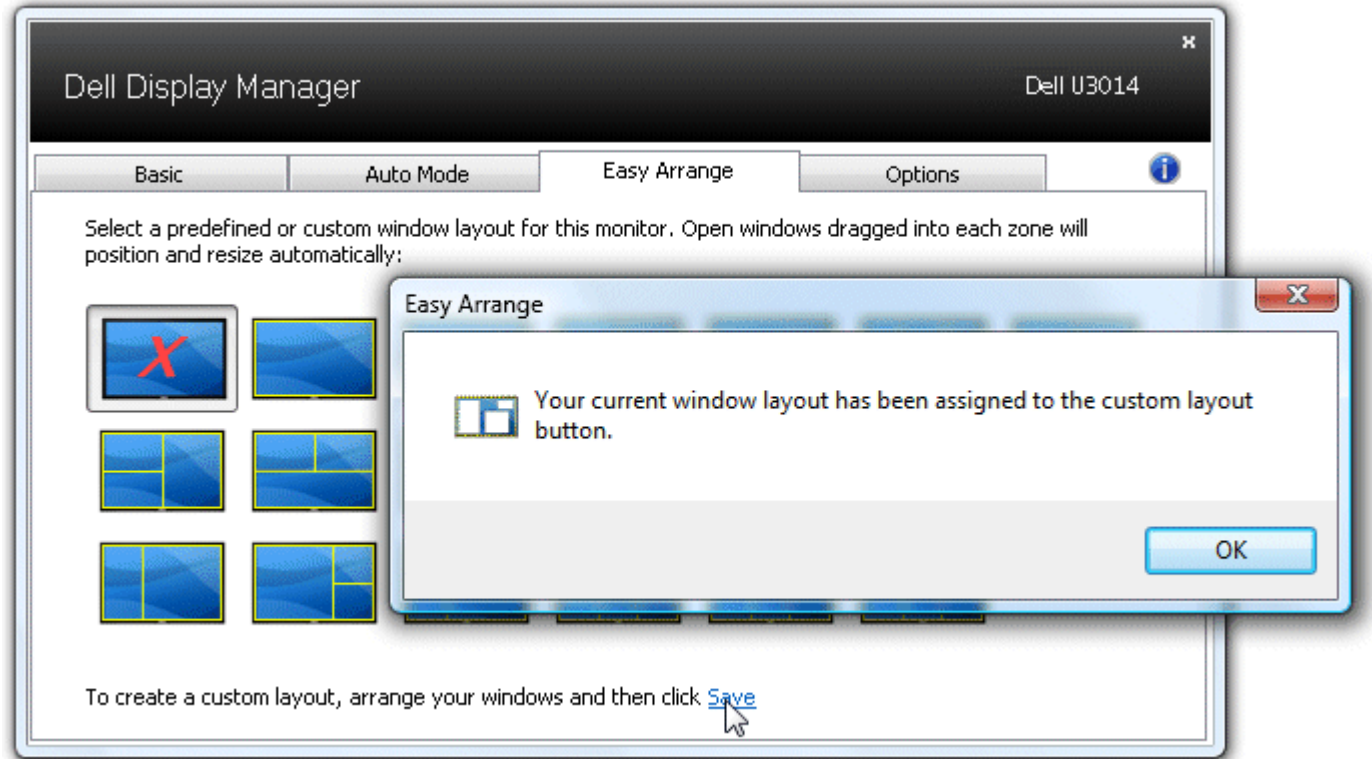 Dell Display Manager
Dell U3014
Basic
Auto Mode
Easy Arrange
Options
Select a predefined or custom window layout for this monitor. Open windows dragged into each zone will
position and resize automatically:
Easy Arrange
Your current window layout has been assigned to the custom layout
button.
OK
To create a custom layout, arrange your windows and then click Save